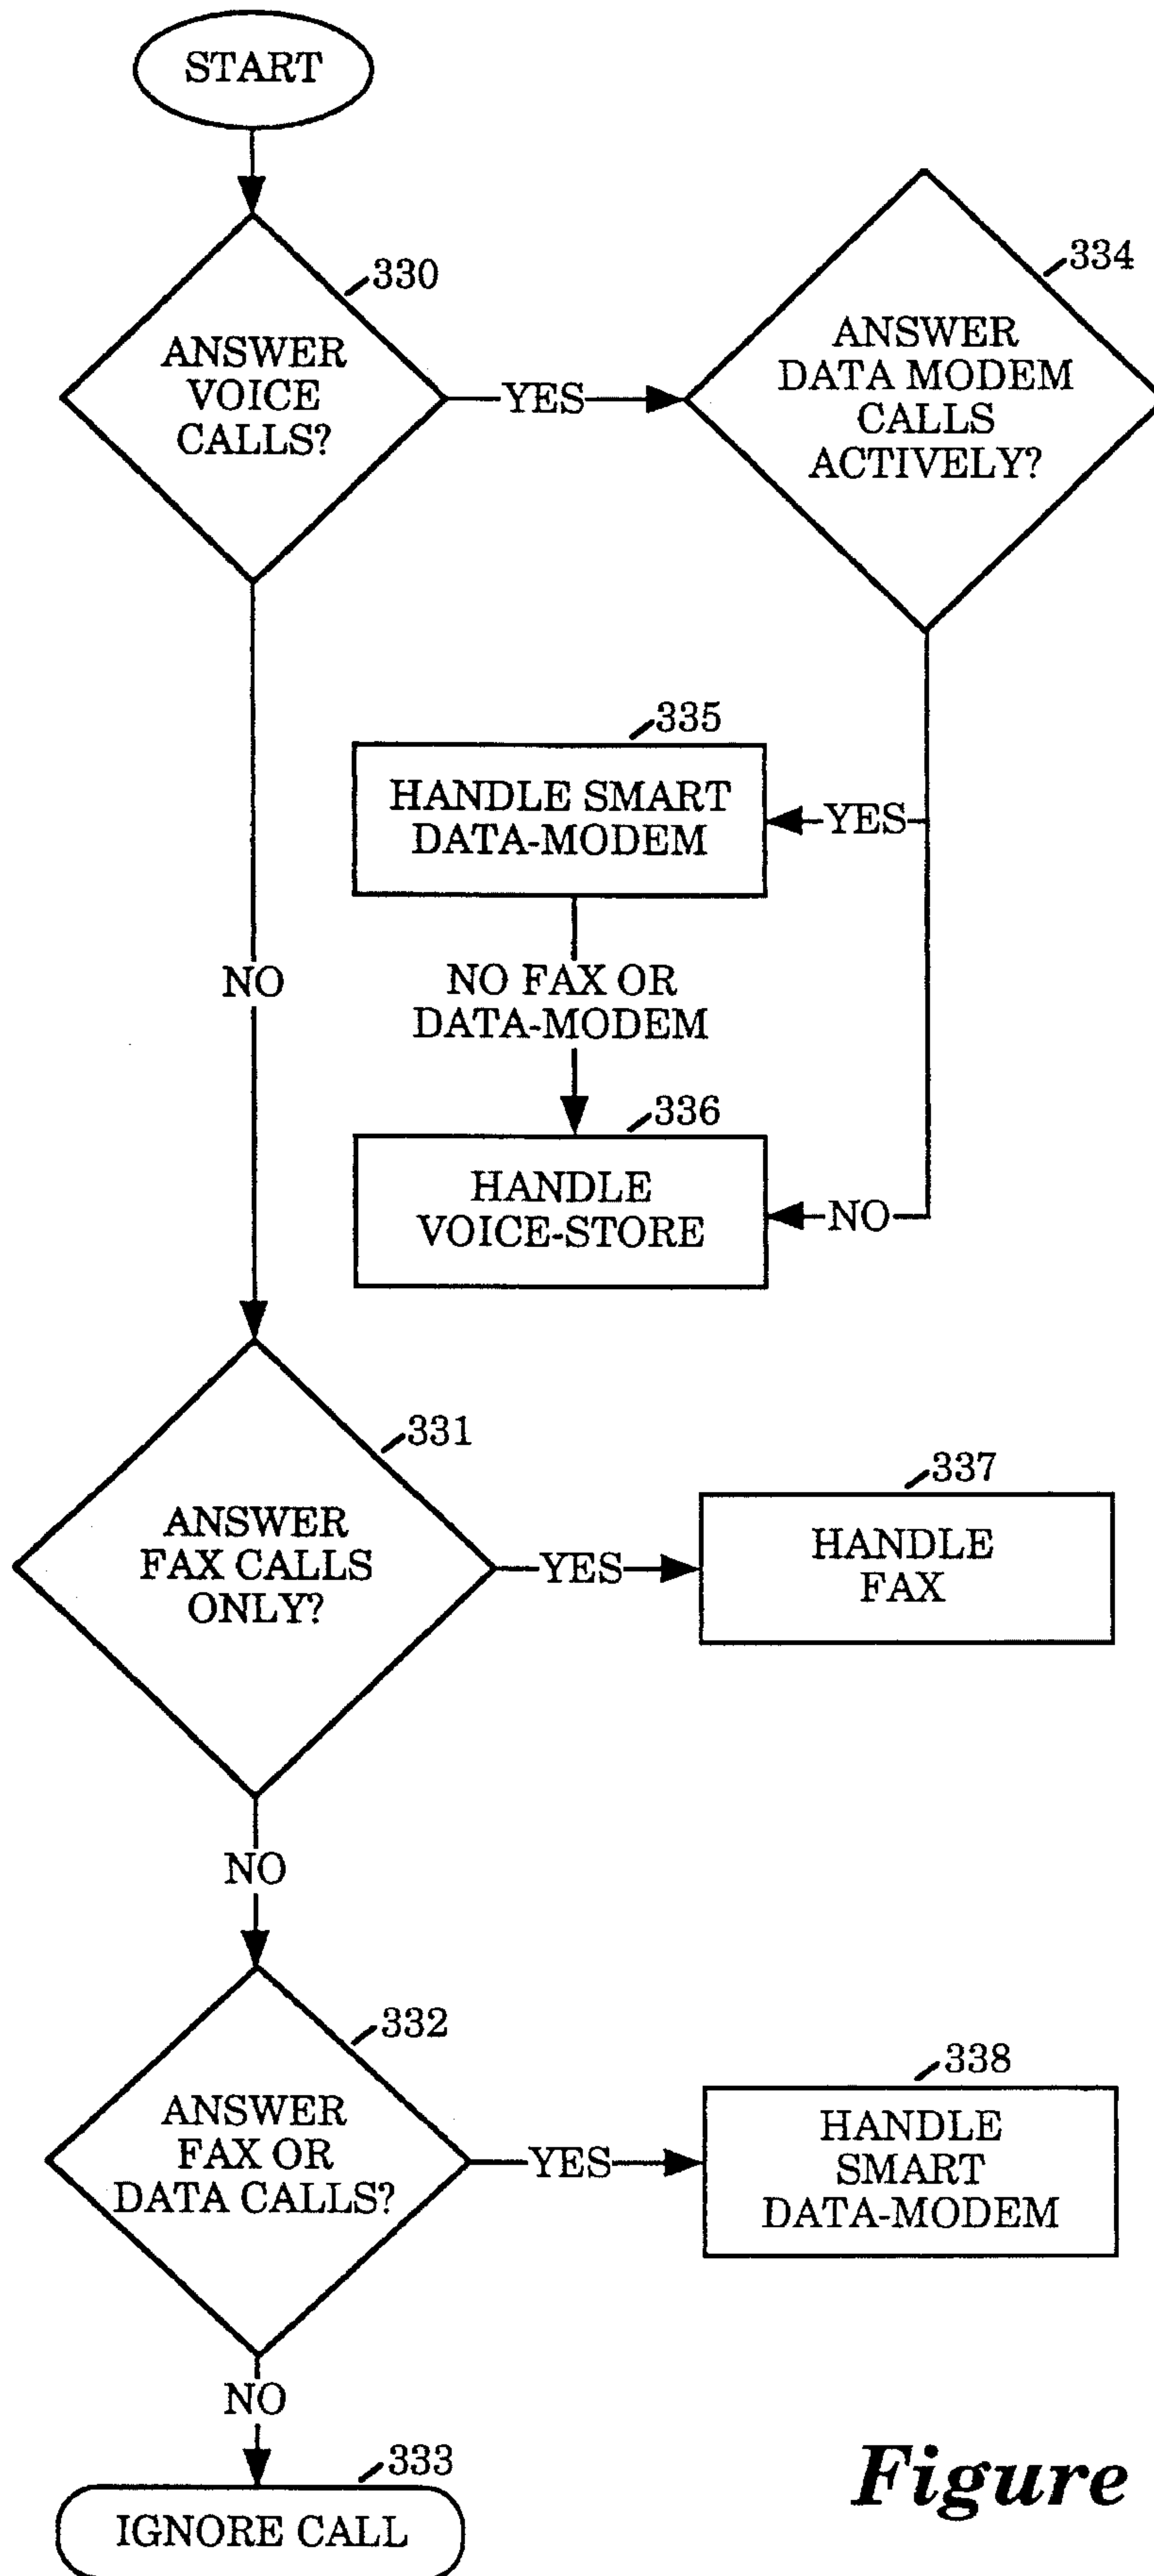 START
330
ANSWER
VOICE
CALLS?
YES
334
ANSWER
DATA MODEM
CALLS
ACTIVELY?
335
HANDLE SMART
DATA-MODEM
YES
NO
NO FAX OR
DATA-MODEM
336
HANDLE
VOICE-STORE
NO
331
ANSWER
FAX CALLS
ONLY?
YES
337
HANDLE
FAX
NO
332
ANSWER
FAX OR
DATA CALLS?
YES
338
HANDLE
SMART
DATA-MODEM
NO
333
IGNORE CALL
Figure